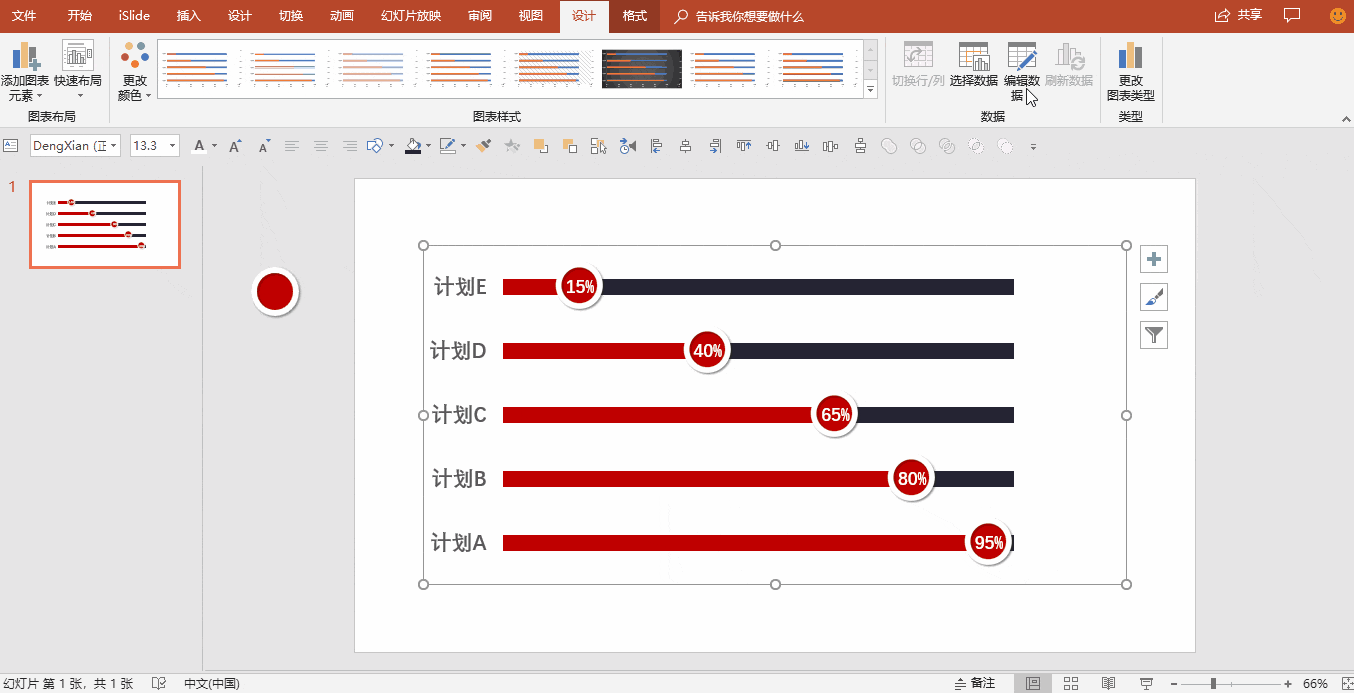 文件 开始 iSlide 插入 设计 切换 动画 幻灯片放映 审阅 视图 设计 格式 告诉我你想要做什么 共享
添加图表
元素
快速布局
更改
颜色
切换行/列
选择数据
编辑数
据
刷新数据
更改
图表类型
图表布局 图表样式 数据 类型
DengXian (正 13.3 A A A
1
计划E 15%
计划D 40%
计划C 65%
计划B 80%
计划A 95%
幻灯片 第 1 张，共 1 张 中文(中国) 备注 66%